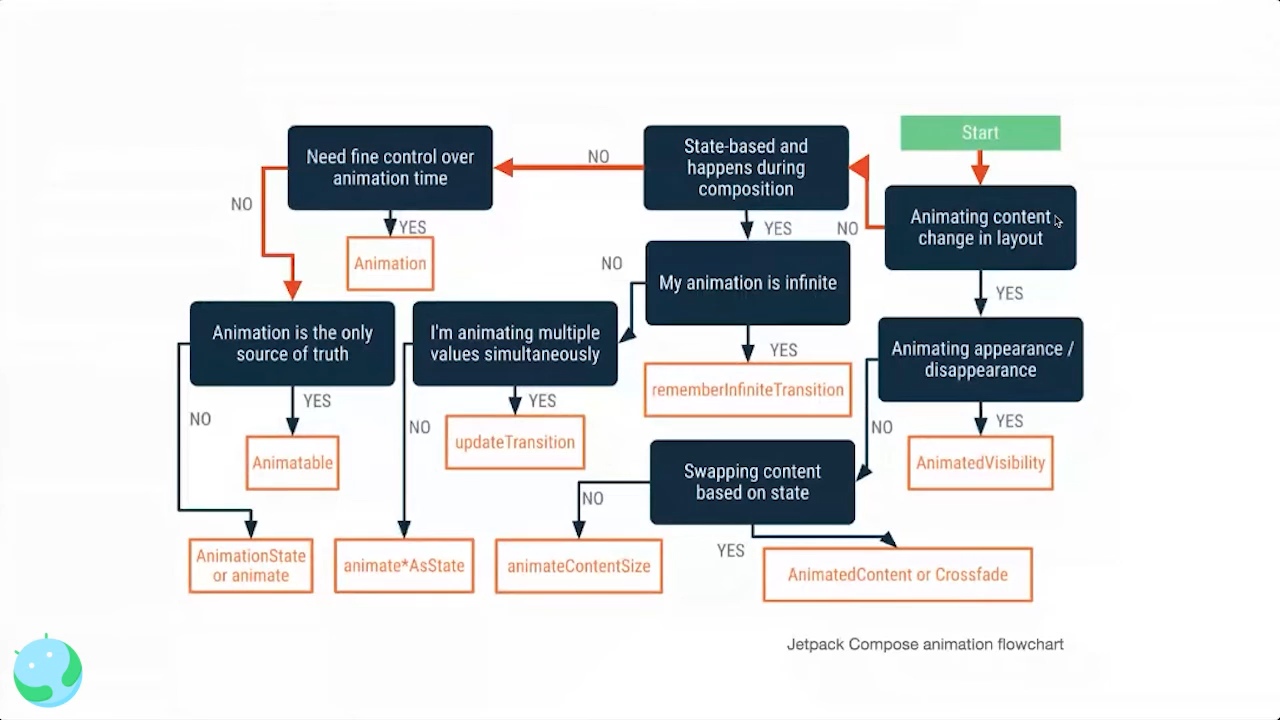 Start
Need fine control over
animation time
NO
State-based and
happens during
composition
NO
Animating content
change in layout
NO
YES
YES
Animation
NO
My animation is infinite
YES
Animation is the only
source of truth
I'm animating multiple
values simultaneously
YES
Animating appearance /
disappearance
NO
YES
YES
NO
rememberInfiniteTransition
NO
YES
Animatable
updateTransition
Swapping content
based on state
AnimatedVisibility
NO
YES
AnimationState
or animate
animate*AsState
animateContentSize
AnimatedContent or Crossfade
Jetpack Compose animation flowchart